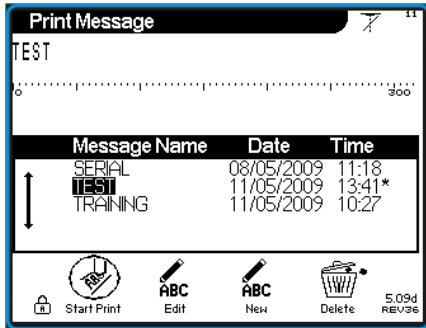 Print Message 11
TEST
0 300
Message Name Date Time
SERIAL 08/05/2009 11:18
TEST 11/05/2009 13:41*
TRAINING 11/05/2009 10:27
ABC ABC
A Start Print Edit New Delete 5.09d
REV36